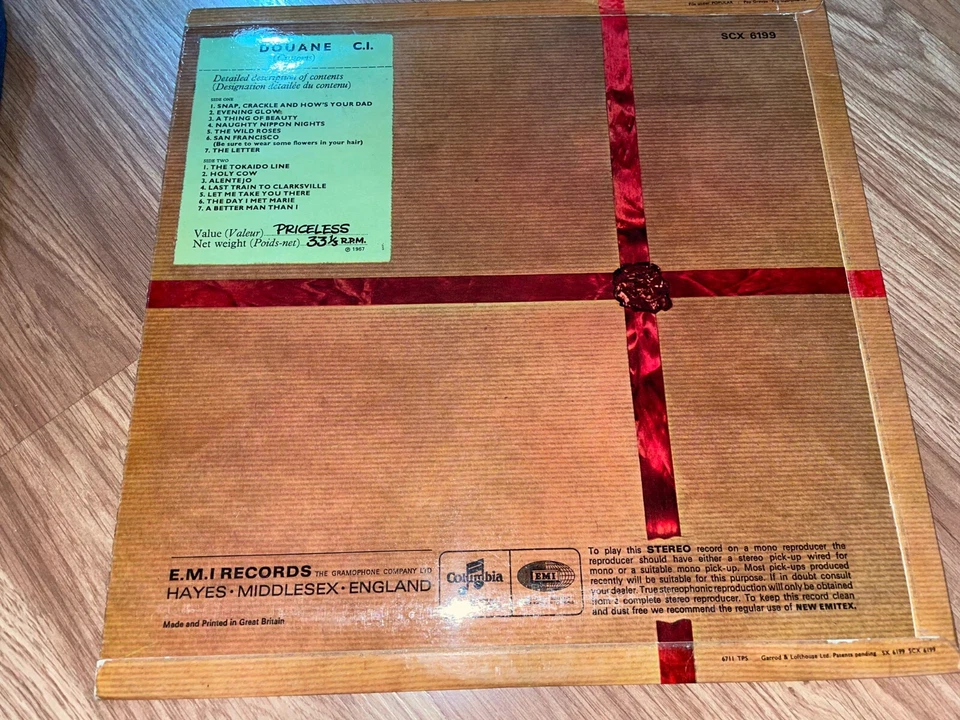 File under POPULAR
SCX 6199
DOUANE C.I.
Detailed description of contents
(Designation détailée du contenu)
SIDE ONE
1. SNAP, CRACKLE AND HOW'S YOUR DAD
2. EVENING GLOW
3. A THING OF BEAUTY
4. NAUGHTY NIPPON NIGHTS
5. THE WILD ROSES
6. SAN FRANCISCO
(Be sure to wear some flowers in your hair)
7. THE LETTER
SIDE TWO
1. THE TOKAIDO LINE
2. HOLY COW
3. ALENTEJO
4. LAST TRAIN TO CLARKSVILLE
5. LET ME TAKE YOU THERE
6. THE DAY I MET MARIE
7. A BETTER MAN THAN I
Value (Valeur) PRICELESS
Net weight (Poids-net) 33⅓ R.P.M.
℗ 1967
E.M.I RECORDS THE GRAMOPHONE COMPANY LTD
HAYES · MIDDLESEX · ENGLAND
Made and Printed in Great Britain
Columbia
EMI
To play this STEREO record on a mono reproducer the
reproducer should have either a stereo pick-up wired for
mono or a suitable mono pick-up. Most pick-ups produced
recently will be suitable for this purpose. If in doubt consult
your dealer. True stereophonic reproduction will only be obtained
from a complete stereo reproducer. To keep this record clean
and dust free we recommend the regular use of NEW EMITEX.
6711 TPS Garrod & Lofthouse Ltd. Patents pending SX 6199 SCX 6199